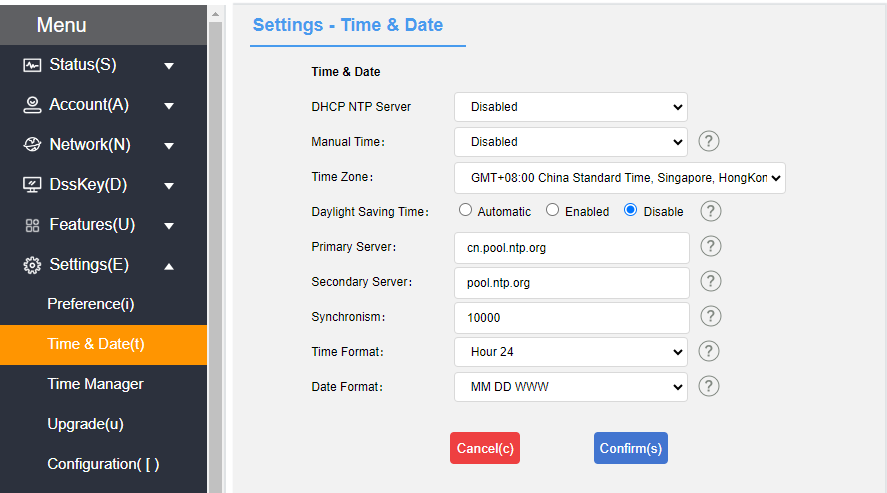 Menu
Status(S)
Account(A)
Network(N)
DssKey(D)
Features(U)
Settings(E)
Preference(i)
Time & Date(t)
Time Manager
Upgrade(u)
Configuration( [ )
Settings - Time & Date
Time & Date
DHCP NTP Server Disabled
Manual Time: Disabled ?
Time Zone: GMT+08:00 China Standard Time, Singapore, HongKon
Daylight Saving Time: Automatic Enabled Disable ?
Primary Server: cn.pool.ntp.org ?
Secondary Server: pool.ntp.org ?
Synchronism: 10000 ?
Time Format: Hour 24 ?
Date Format: MM DD WWW ?
Cancel(c) Confirm(s)